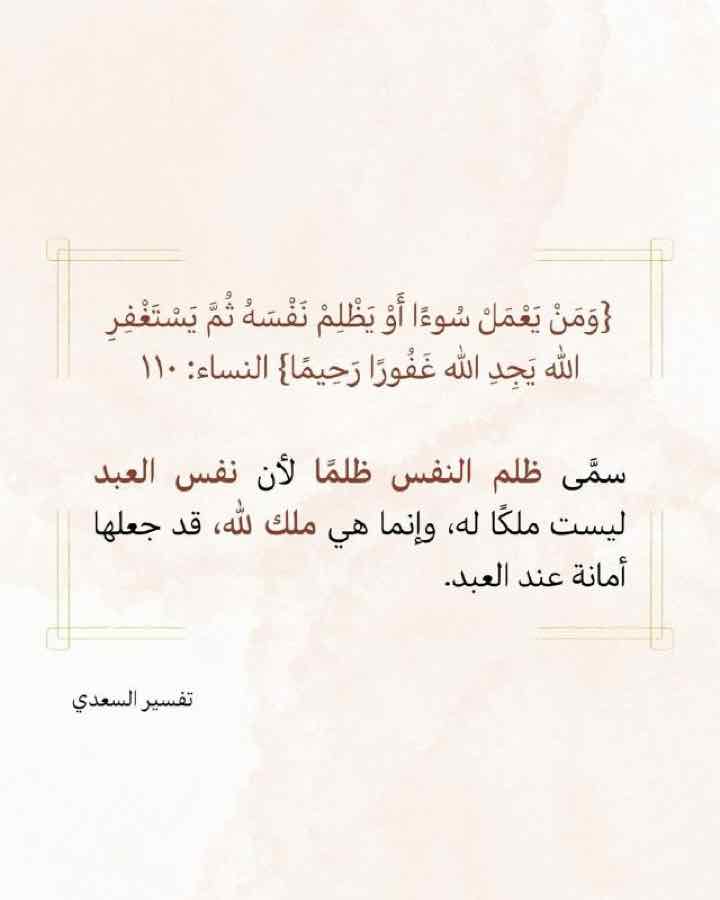 {وَمَنْ يَعْمَلْ سُوءًا أَوْ يَظْلِمْ نَفْسَهُ ثُمَّ يَسْتَغْفِرِ
الله يَجِدِ الله غَفُورًا رَحِيمًا} النساء: ١١٠
سمَّى ظلم النفس ظلمًا لأن نفس العبد
ليست ملكًا له، وإنما هي ملك لله، قد جعلها
أمانة عند العبد.
تفسير السعدي